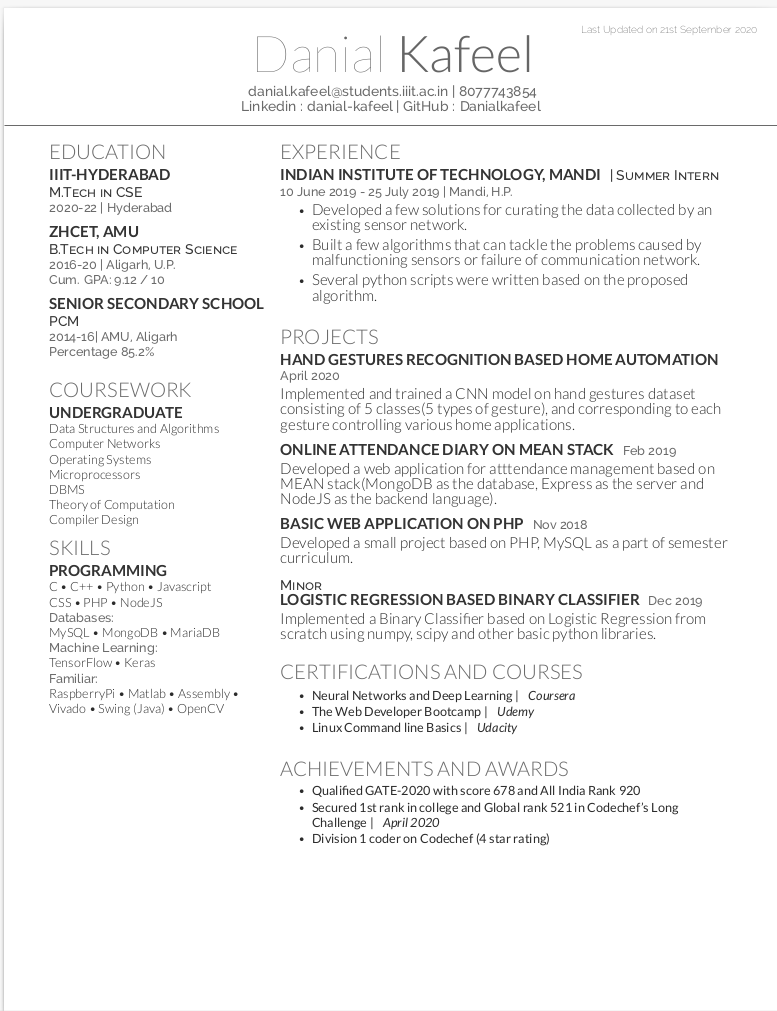 Last Updated on 21st September 2020
Danial Kafeel
danial.kafeel@students.iiit.ac.in | 8077743854
Linkedin : danial-kafeel | GitHub : Danialkafeel
EDUCATION
IIIT-HYDERABAD
M.Tech in CSE
2020-22 | Hyderabad
ZHCET, AMU
B.Tech in Computer Science
2016-20 | Aligarh, U.P.
Cum. GPA: 9.12 / 10
SENIOR SECONDARY SCHOOL
PCM
2014-16| AMU, Aligarh
Percentage 85.2%
COURSEWORK
UNDERGRADUATE
Data Structures and Algorithms
Computer Networks
Operating Systems
Microprocessors
DBMS
Theory of Computation
Compiler Design
SKILLS
PROGRAMMING
C • C++ • Python • Javascript
CSS • PHP • NodeJS
Databases:
MySQL • MongoDB • MariaDB
Machine Learning:
TensorFlow • Keras
Familiar:
RaspberryPi • Matlab • Assembly •
Vivado • Swing (Java) • OpenCV
EXPERIENCE
INDIAN INSTITUTE OF TECHNOLOGY, MANDI | Summer Intern
10 June 2019 - 25 July 2019 | Mandi, H.P.
• Developed a few solutions for curating the data collected by an
existing sensor network.
• Built a few algorithms that can tackle the problems caused by
malfunctioning sensors or failure of communication network.
• Several python scripts were written based on the proposed
algorithm.
PROJECTS
HAND GESTURES RECOGNITION BASED HOME AUTOMATION
April 2020
Implemented and trained a CNN model on hand gestures dataset
consisting of 5 classes(5 types of gesture), and corresponding to each
gesture controlling various home applications.
ONLINE ATTENDANCE DIARY ON MEAN STACK Feb 2019
Developed a web application for atttendance management based on
MEAN stack(MongoDB as the database, Express as the server and
NodeJS as the backend language).
BASIC WEB APPLICATION ON PHP Nov 2018
Developed a small project based on PHP, MySQL as a part of semester
curriculum.
Minor
LOGISTIC REGRESSION BASED BINARY CLASSIFIER Dec 2019
Implemented a Binary Classifier based on Logistic Regression from
scratch using numpy, scipy and other basic python libraries.
CERTIFICATIONS AND COURSES
• Neural Networks and Deep Learning | Coursera
• The Web Developer Bootcamp | Udemy
• Linux Command line Basics | Udacity
ACHIEVEMENTS AND AWARDS
• Qualified GATE-2020 with score 678 and All India Rank 920
• Secured 1st rank in college and Global rank 521 in Codechef's Long
Challenge | April 2020
• Division 1 coder on Codechef (4 star rating)